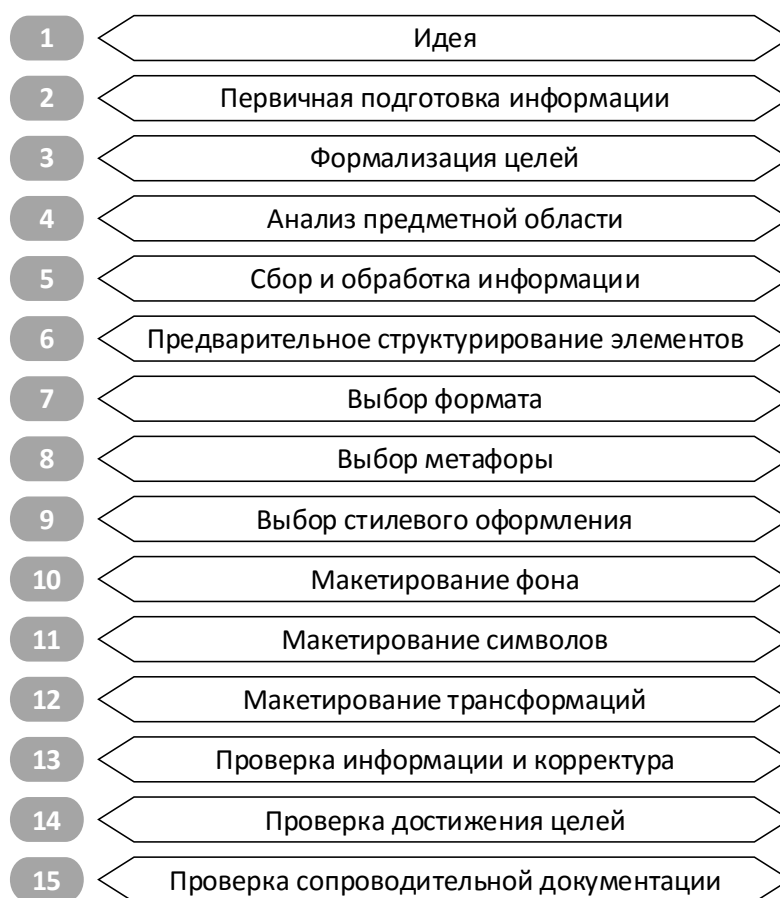 1 Идея
2 Первичная подготовка информации
3 Формализация целей
4 Анализ предметной области
5 Сбор и обработка информации
6 Предварительное структурирование элементов
7 Выбор формата
8 Выбор метафоры
9 Выбор стилевого оформления
10 Макетирование фона
11 Макетирование символов
12 Макетирование трансформаций
13 Проверка информации и корректура
14 Проверка достижения целей
15 Проверка сопроводительной документации